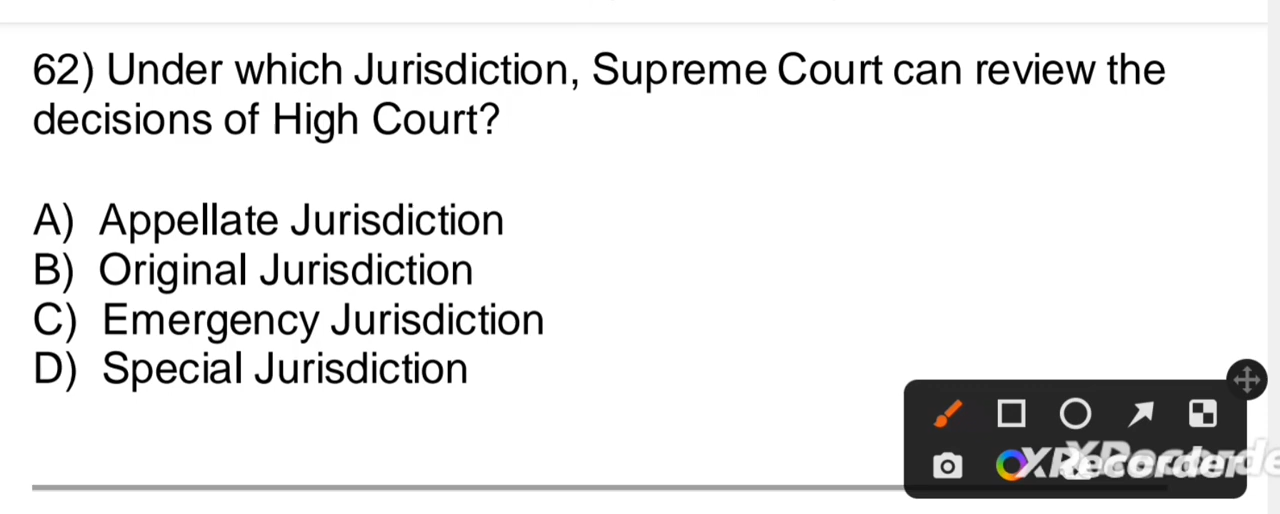 62) Under which Jurisdiction, Supreme Court can review the
decisions of High Court?
A) Appellate Jurisdiction
B) Original Jurisdiction
C) Emergency Jurisdiction
D) Special Jurisdiction
XRecorder